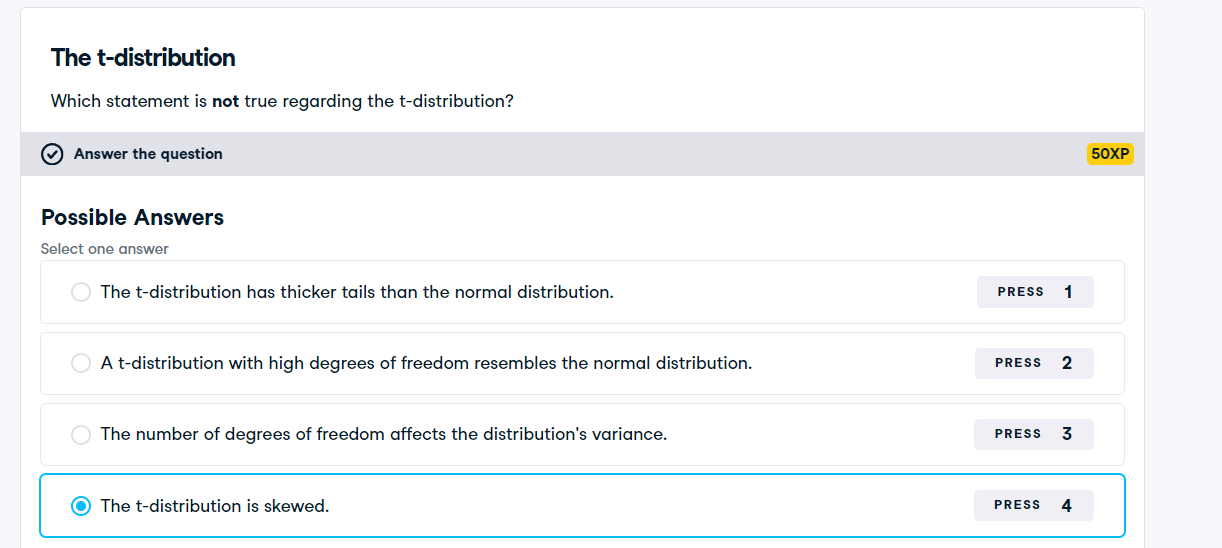 The t-distribution
Which statement is not true regarding the t-distribution?
Answer the question
50XP
Possible Answers
Select one answer
The t-distribution has thicker tails than the normal distribution.
PRESS 1
A t-distribution with high degrees of freedom resembles the normal distribution.
PRESS 2
The number of degrees of freedom affects the distribution's variance.
PRESS 3
The t-distribution is skewed.
PRESS 4